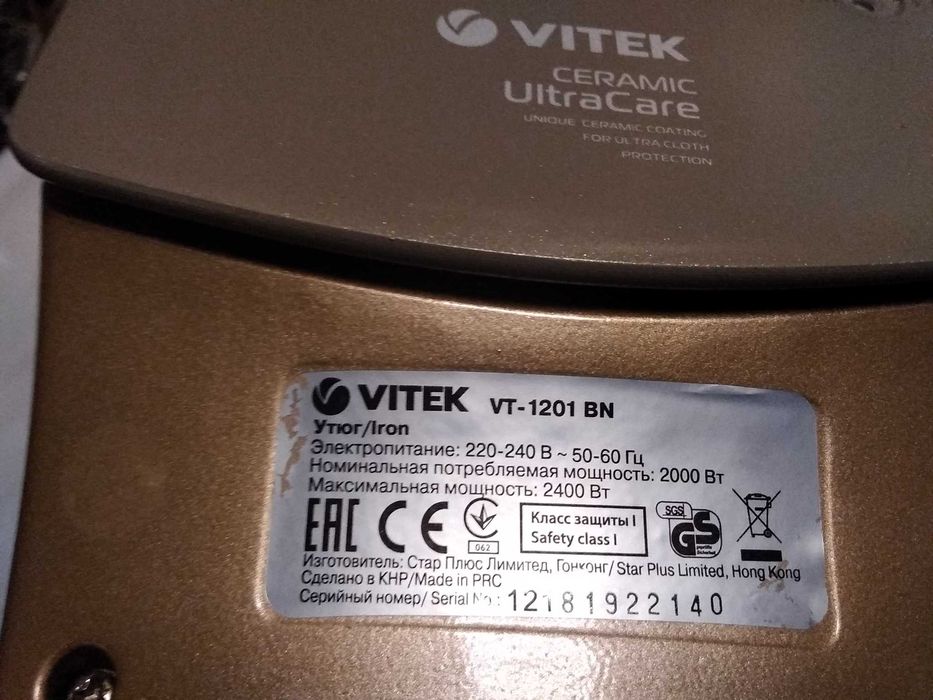 VITEK
CERAMIC
UltraCare
UNIQUE CERAMIC COATING
FOR ULTRA CLOTH
PROTECTION
VITEK VT-1201 BN
Утюг/Iron
Электропитание: 220-240 В ~ 50-60 Гц
Номинальная потребляемая мощность: 2000 Вт
Максимальная мощность: 2400 Вт
EAC CE 062 Класс защиты I SGS GS
Safety class I
Изготовитель: Стар Плюс Лимитед, Гонконг/ Star Plus Limited, Hong Kong
Сделано в КНР/Made in PRC
Серийный номер/ Serial No : 12181922140